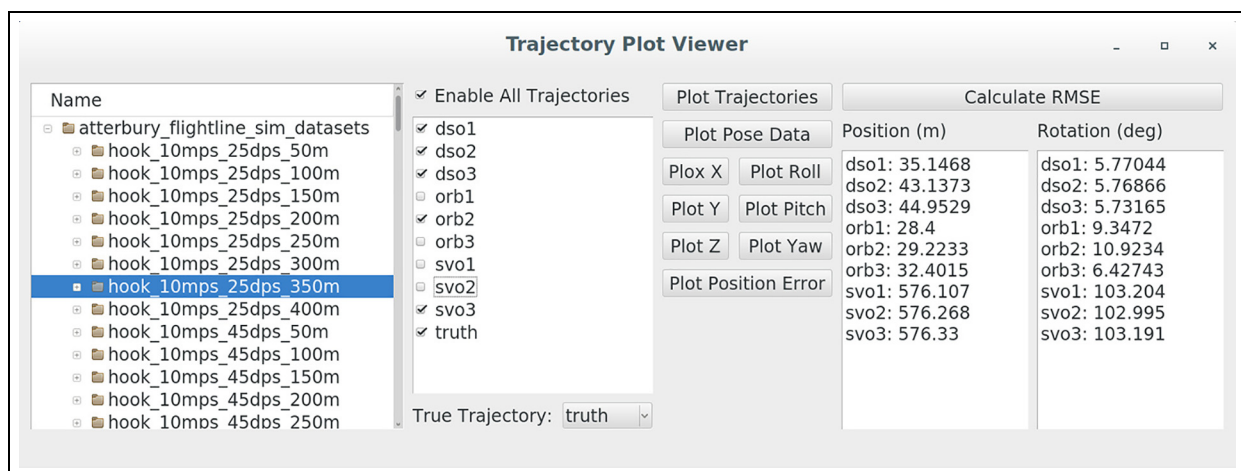 Trajectory Plot Viewer
Name
atterbury_flightline_sim_datasets
hook_10mps_25dps_50m
hook_10mps_25dps_100m
hook_10mps_25dps_150m
hook_10mps_25dps_200m
hook_10mps_25dps_250m
hook_10mps_25dps_300m
hook_10mps_25dps_350m
hook_10mps_25dps_400m
hook_10mps_45dps_50m
hook_10mps_45dps_100m
hook_10mps_45dps_150m
hook_10mps_45dps_200m
hook_10mps_45dps_250m
Enable All Trajectories
dso1
dso2
dso3
orb1
orb2
orb3
svo1
svo2
svo3
truth
True Trajectory: truth
Plot Trajectories
Plot Pose Data
Plox X Plot Roll
Plot Y Plot Pitch
Plot Z Plot Yaw
Plot Position Error
Calculate RMSE
Position (m)
dso1: 35.1468
dso2: 43.1373
dso3: 44.9529
orb1: 28.4
orb2: 29.2233
orb3: 32.4015
svo1: 576.107
svo2: 576.268
svo3: 576.33
Rotation (deg)
dso1: 5.77044
dso2: 5.76866
dso3: 5.73165
orb1: 9.3472
orb2: 10.9234
orb3: 6.42743
svo1: 103.204
svo2: 102.995
svo3: 103.191